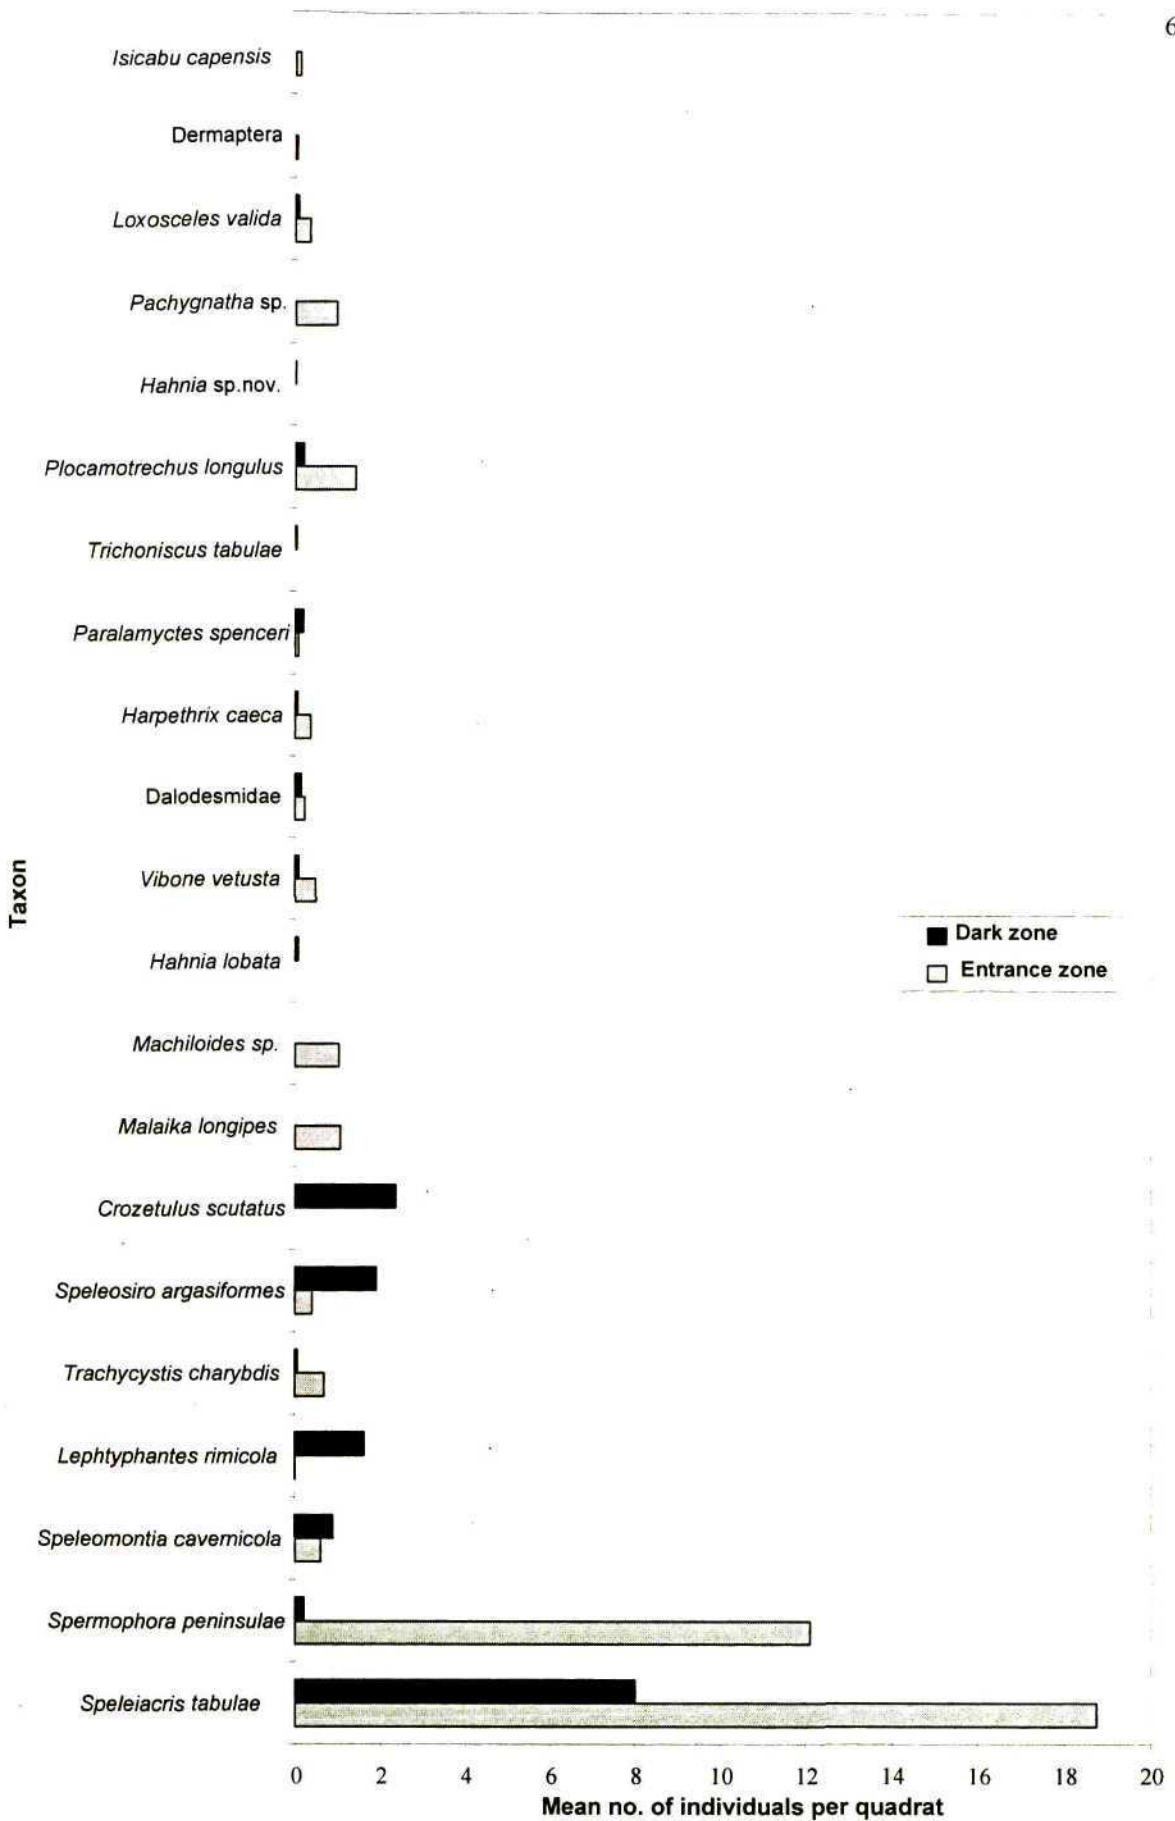 6
Isicabu capensis
Dermaptera
Loxosceles valida
Pachygnatha sp.
Hahnia sp.nov.
Plocamotrechus longulus
Trichoniscus tabulae
Paralamyctes spenceri
Harpethrix caeca
Dalodesmidae
Vibone vetusta
Hahnia lobata
Machiloides sp.
Malaika longipes
Crozetulus scutatus
Speleosiro argasiformes
Trachycystis charybdis
Lephtyphantes rimicola
Speleomontia cavernicola
Spermophora peninsulae
Speleiacris tabulae
Taxon
Dark zone
Entrance zone
0 2 4 6 8 10 12 14 16 18 20
Mean no. of individuals per quadrat